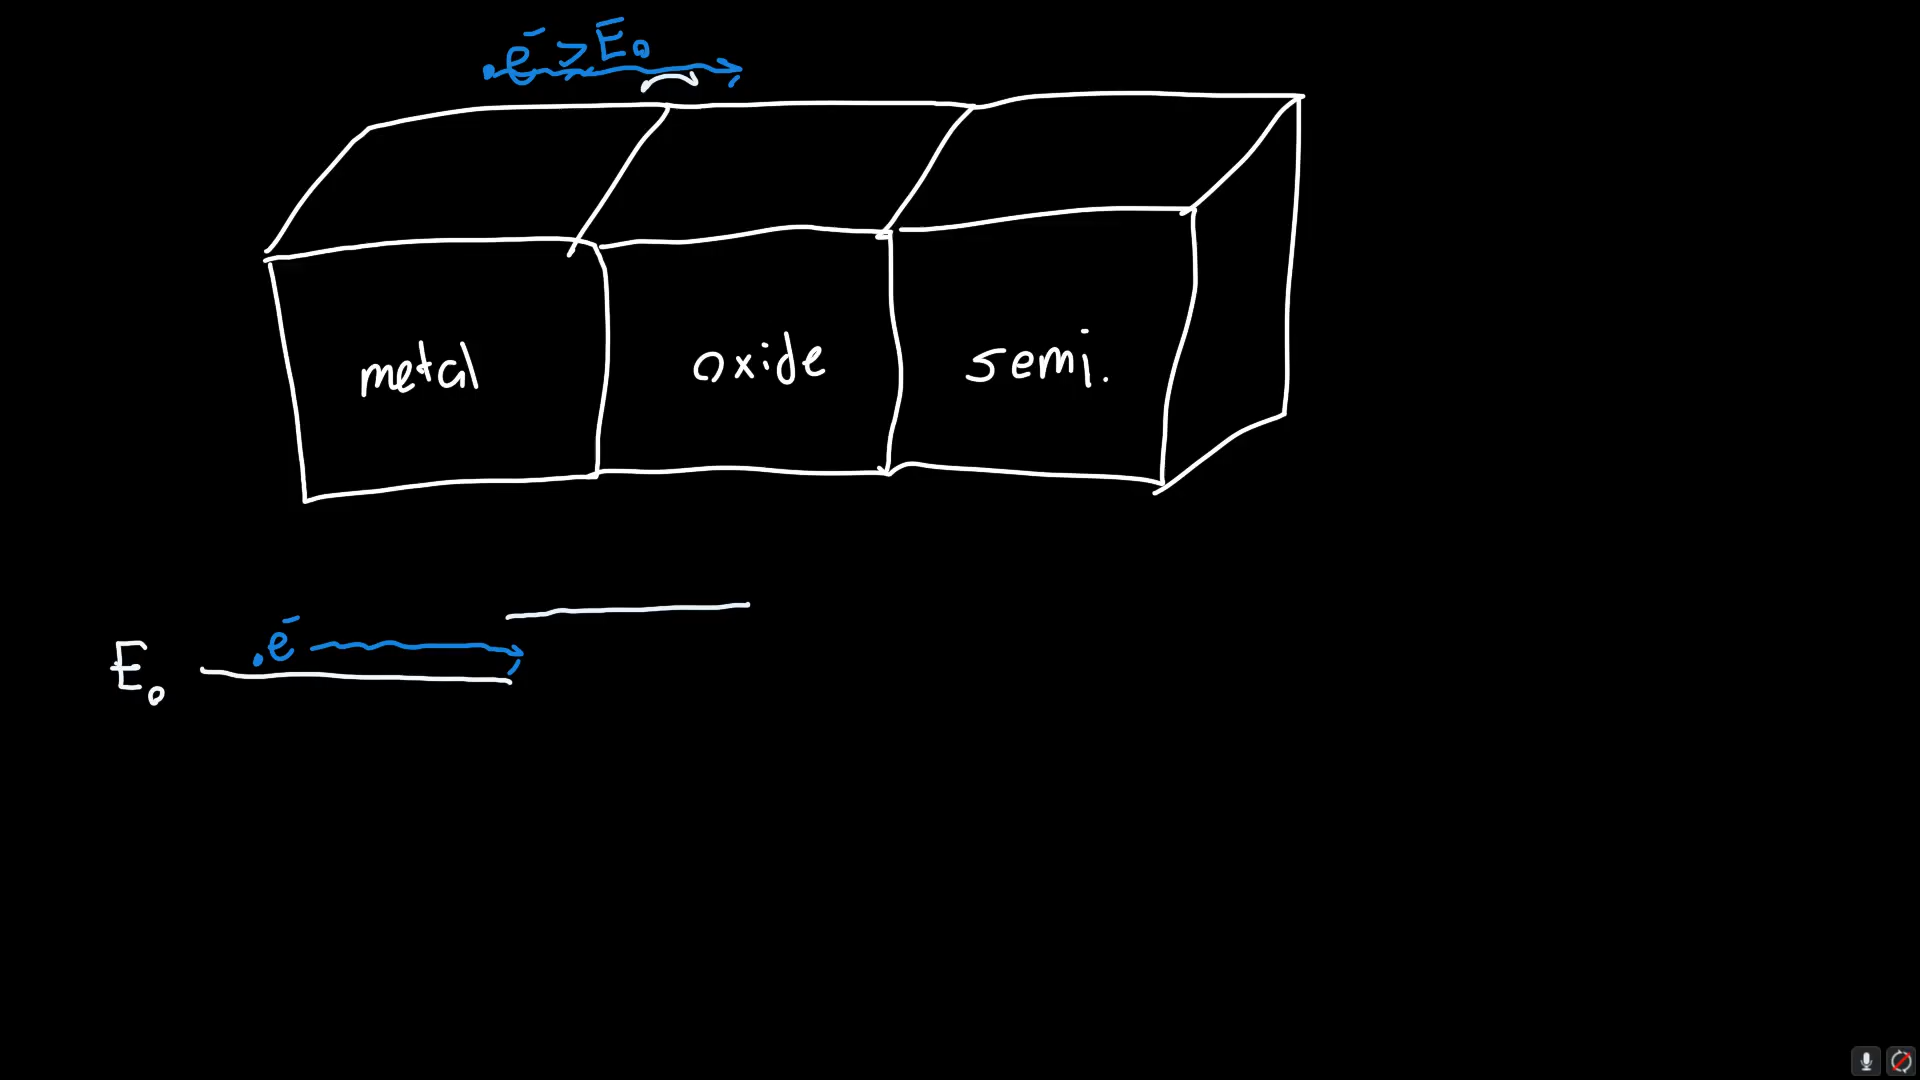 e⁻ > E₀
metal oxide semi.
E₀ .e⁻